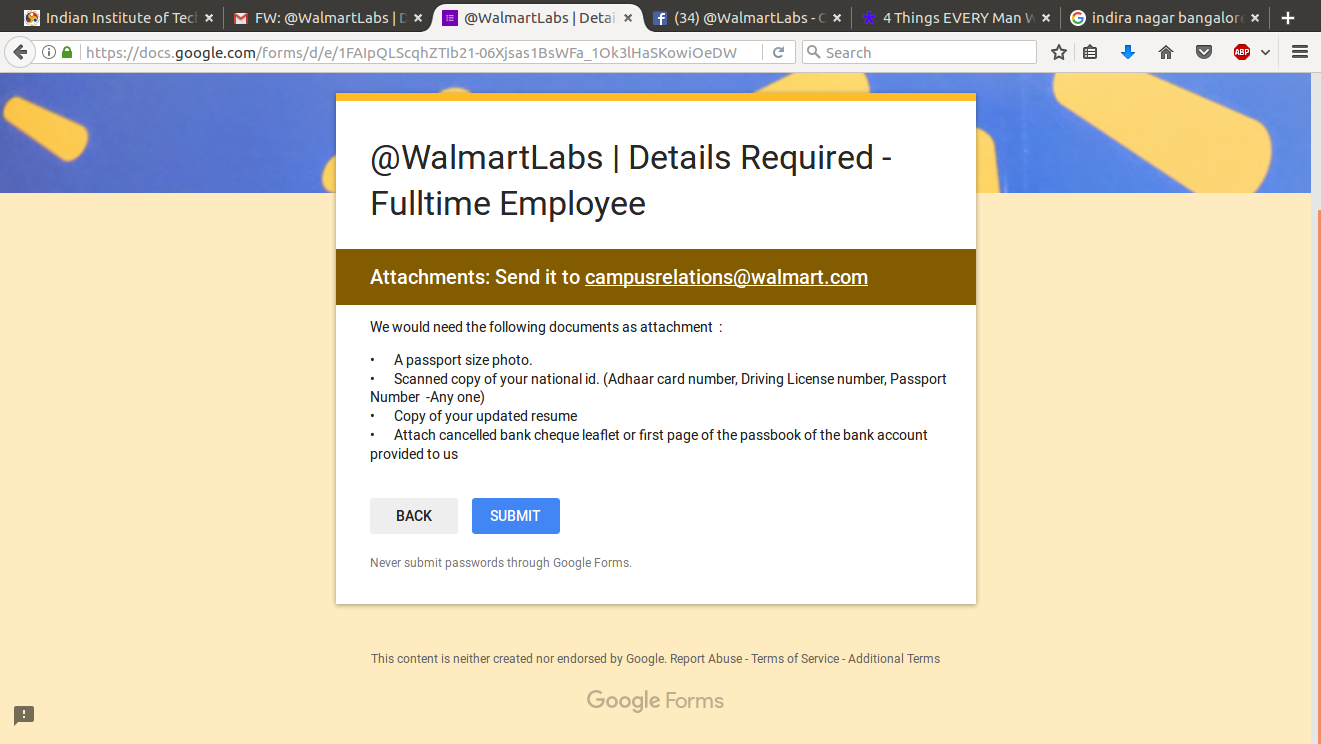 Indian Institute of Tec
FW: @WalmartLabs | D
@WalmartLabs | Detai
(34) @WalmartLabs - C
4 Things EVERY Man W
indira nagar bangalor
https://docs.google.com/forms/d/e/1FAIpQLScqhZTIb21-06Xjsas1BsWFa_1Ok3lHaSKowiOeDW
Search
ABP
@WalmartLabs | Details Required -
Fulltime Employee
Attachments: Send it to campusrelations@walmart.com
We would need the following documents as attachment :
• A passport size photo.
• Scanned copy of your national id. (Adhaar card number, Driving License number, Passport
Number -Any one)
• Copy of your updated resume
• Attach cancelled bank cheque leaflet or first page of the passbook of the bank account
provided to us
BACK
SUBMIT
Never submit passwords through Google Forms.
This content is neither created nor endorsed by Google. Report Abuse - Terms of Service - Additional Terms
Google Forms